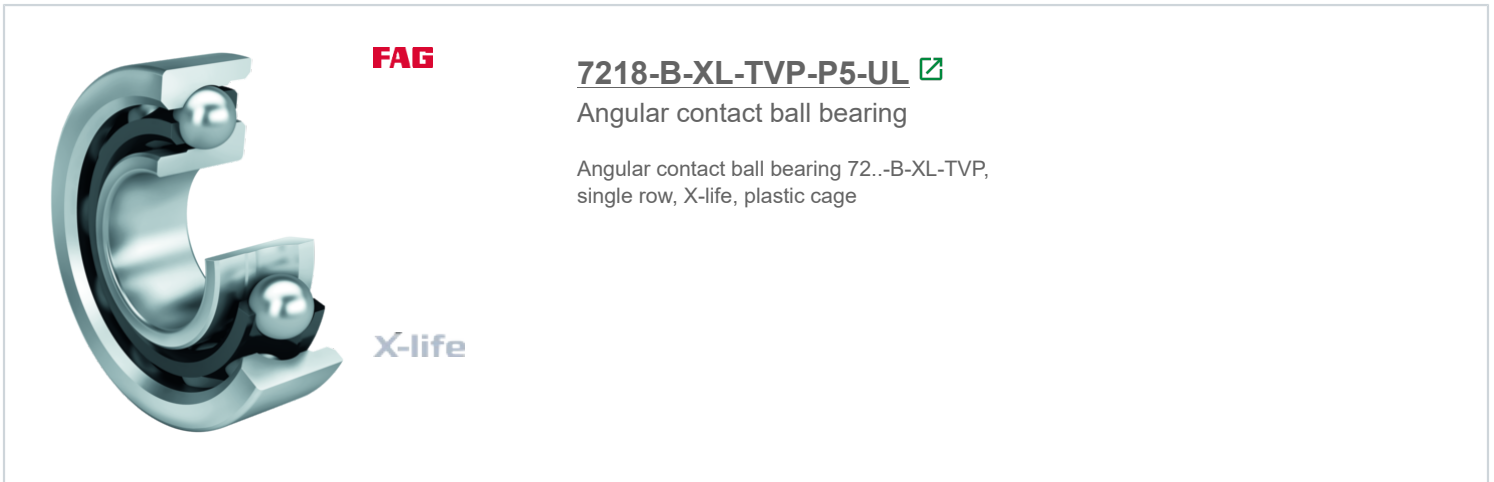 FAG
7218-B-XL-TVP-P5-UL
Angular contact ball bearing
Angular contact ball bearing 72..-B-XL-TVP,
single row, X-life, plastic cage
X-life